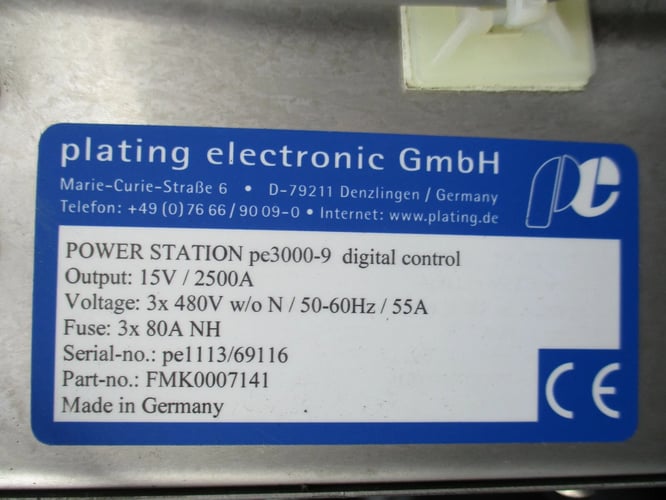 plating electronic GmbH
Marie-Curie-Straße 6 • D-79211 Denzlingen / Germany
Telefon: +49 (0) 76 66 / 90 09-0 • Internet: www.plating.de
pe
POWER STATION pe3000-9 digital control
Output: 15V / 2500A
Voltage: 3x 480V w/o N / 50-60Hz / 55A
Fuse: 3x 80A NH
Serial-no.: pe1113/69116
Part-no.: FMK0007141
Made in Germany
CE